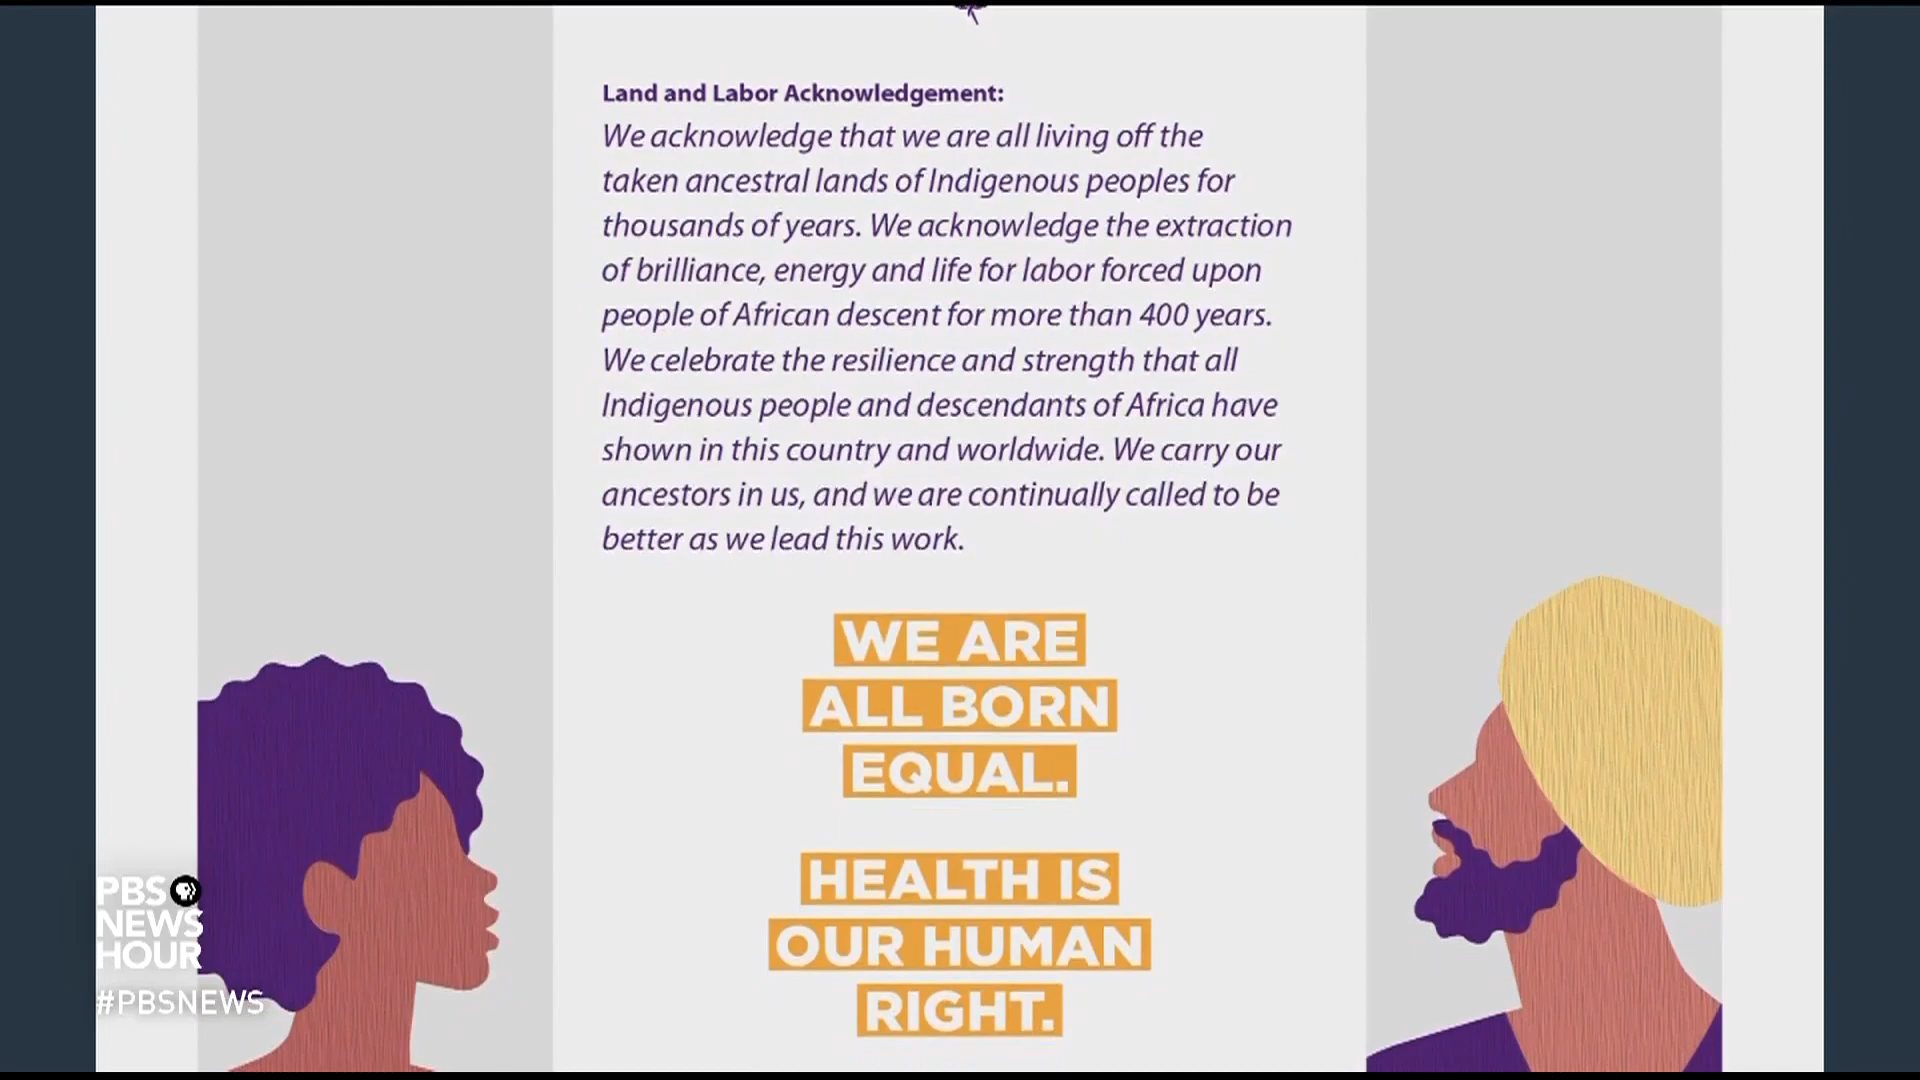 Land and Labor Acknowledgement:
We acknowledge that we are all living off the
taken ancestral lands of Indigenous peoples for
thousands of years. We acknowledge the extraction
of brilliance, energy and life for labor forced upon
people of African descent for more than 400 years.
We celebrate the resilience and strength that all
Indigenous people and descendants of Africa have
shown in this country and worldwide. We carry our
ancestors in us, and we are continually called to be
better as we lead this work.
WE ARE
ALL BORN
EQUAL.
HEALTH IS
OUR HUMAN
RIGHT.
PBS
NEWS
HOUR
#PBSNEWS